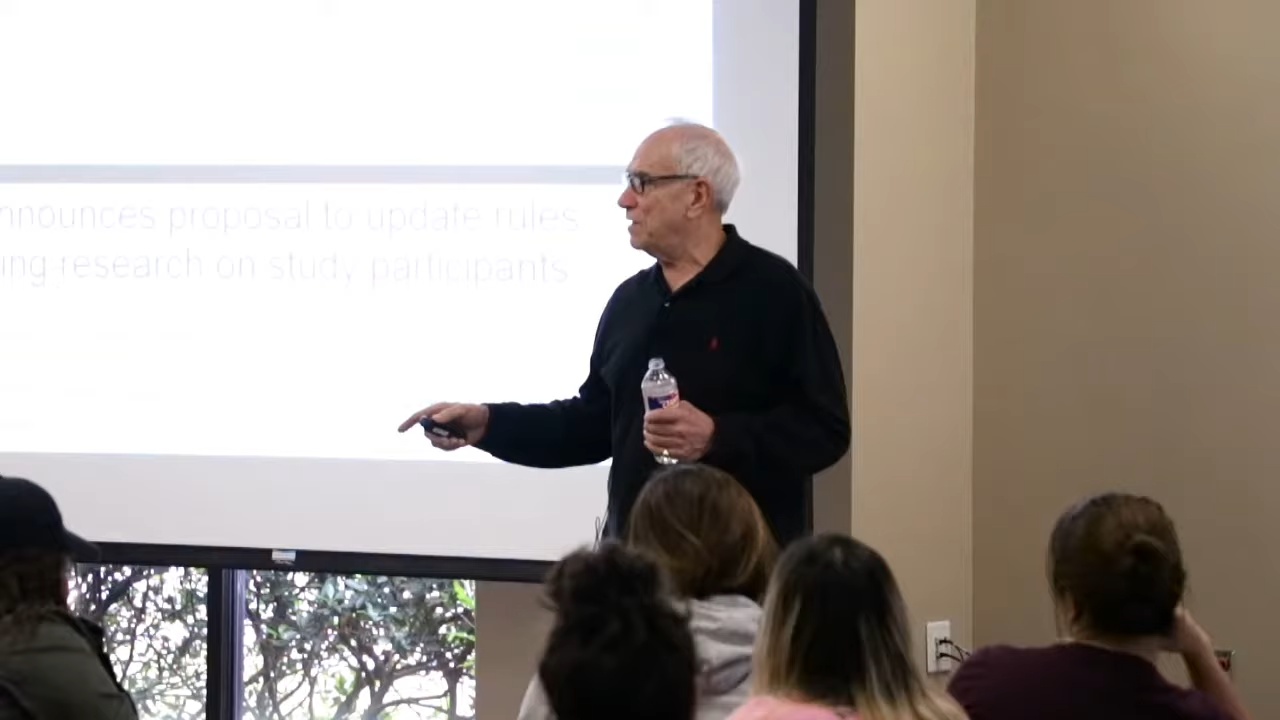 nnounces proposal to update rules
ing research on study participants